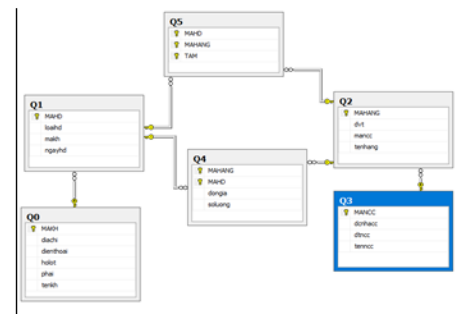 Q5
MAHD
MAHANG
TAM
Q1
MAHD
loaihd
makh
ngayhd
Q2
MAHANG
dvt
mancc
tenhang
Q4
MAHANG
MAHD
dongia
soluong
Q3
MANCC
dcnhacc
dtncc
tenncc
Q0
MAKH
diachi
dienthoai
holot
phai
tenkh